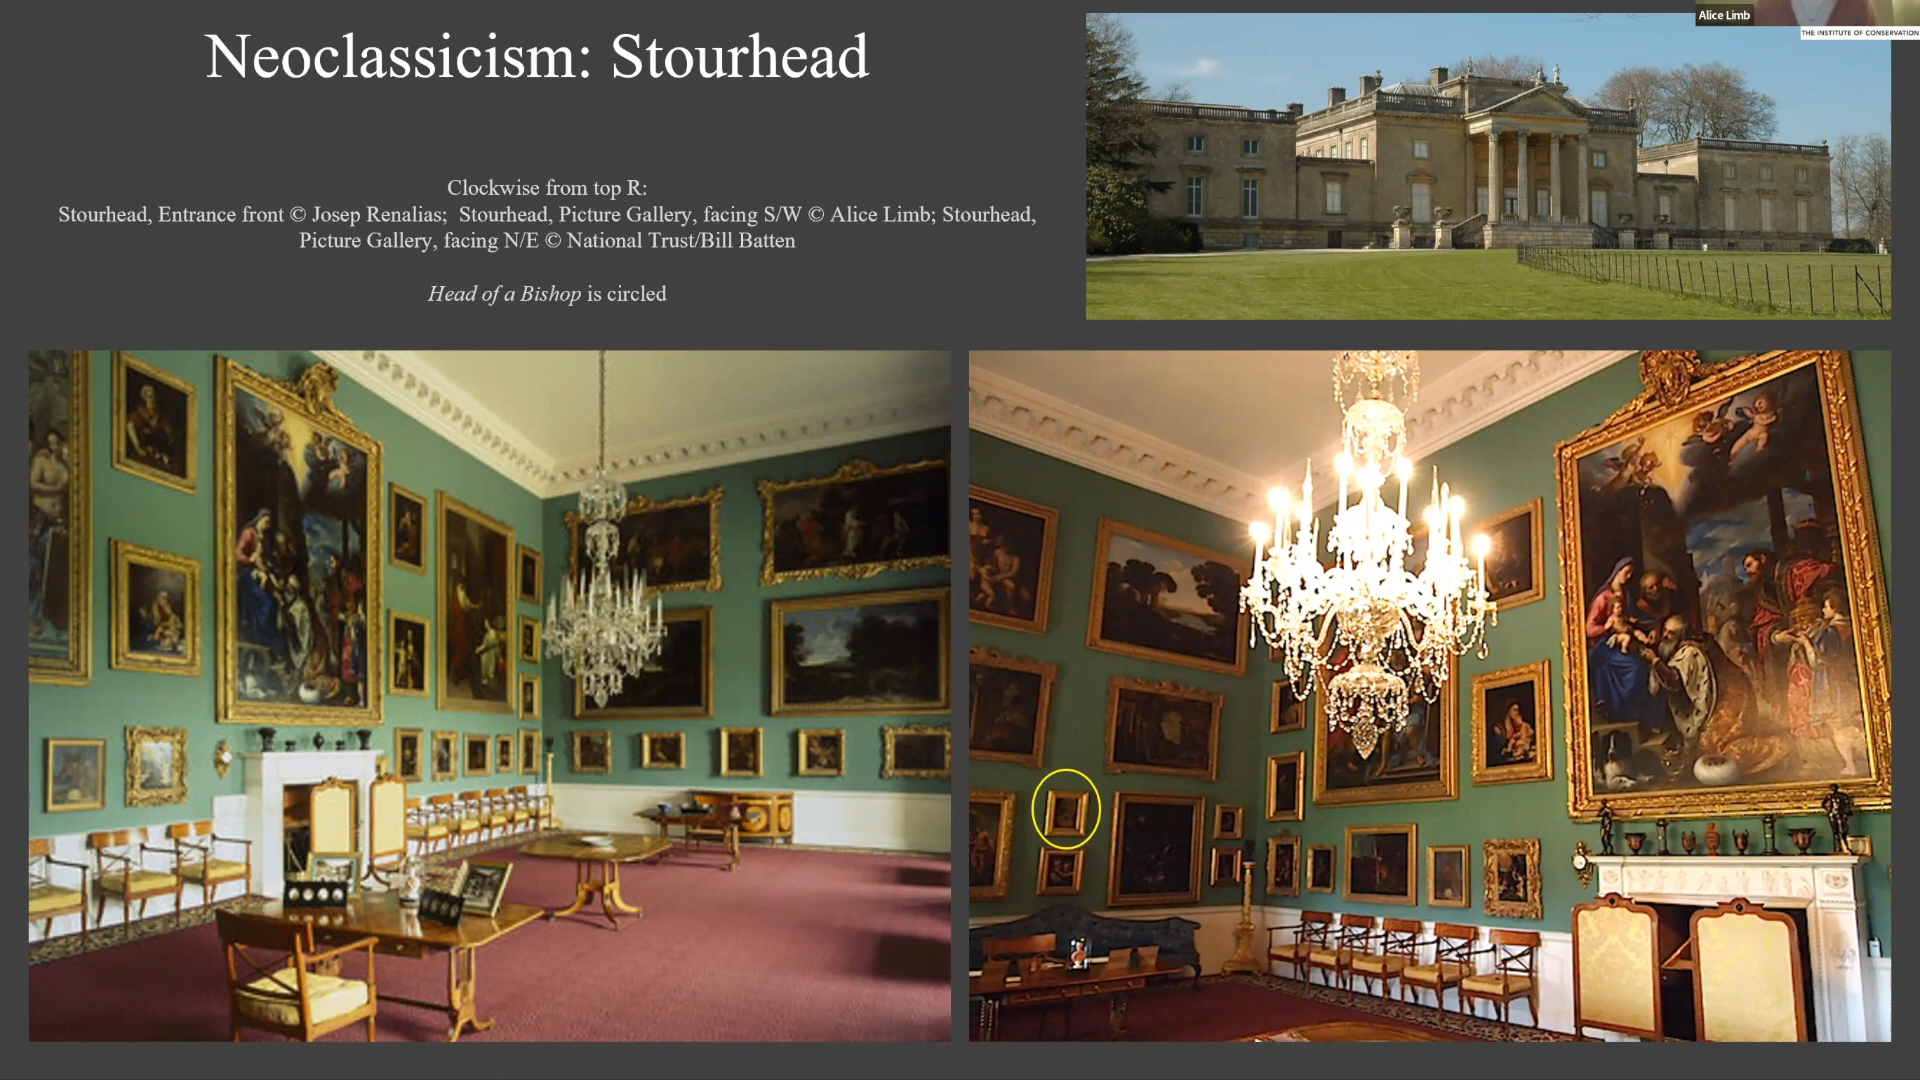 Neoclassicism: Stourhead
Clockwise from top R:
Stourhead, Entrance front © Josep Renalias;  Stourhead, Picture Gallery, facing S/W © Alice Limb; Stourhead,
Picture Gallery, facing N/E © National Trust/Bill Batten
Head of a Bishop is circled
Alice Limb
THE INSTITUTE OF CONSERVATION